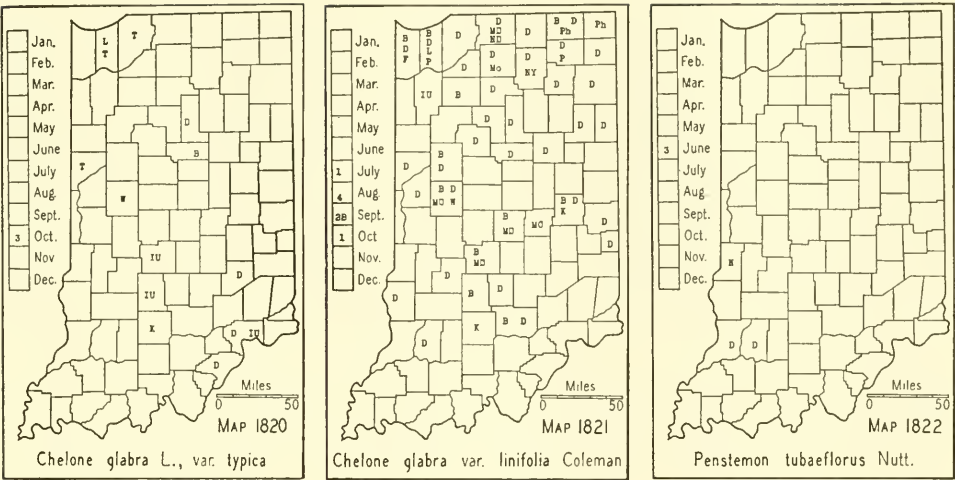 Jan.
Feb.
Mar.
Apr.
May
June
July
Aug.
Sept.
3 Oct.
Nov.
Dec.
L T
T
D
B
T
W
IU
D
IU
K
D IU
D
Miles
0 50
MAP 1820
Chelone glabra L., var. typica
Jan.
Feb.
Mar.
Apr.
May
June
1 July
4 Aug.
28 Sept.
1 Oct
Nov.
Dec.
B D F
B D L P
D
D MD ND
D
B D Ph
Ph
D Mo
D NY
D P
D
IU
B
D
D
D
D
D
D
D
D
D
D
D
B D
D
B D MD W
B D K
B MD
MO
D
D
B MD
D
D
B
D
K
B D
D
Miles
0 50
MAP 1821
Chelone glabra var. linifolia Coleman
Jan.
Feb.
Mar.
Apr.
May
3 June
July
Aug.
Sept.
Oct.
Nov.
Dec.
D
D
Miles
0 50
MAP 1822
Penstemon tubaeflorus Nutt.